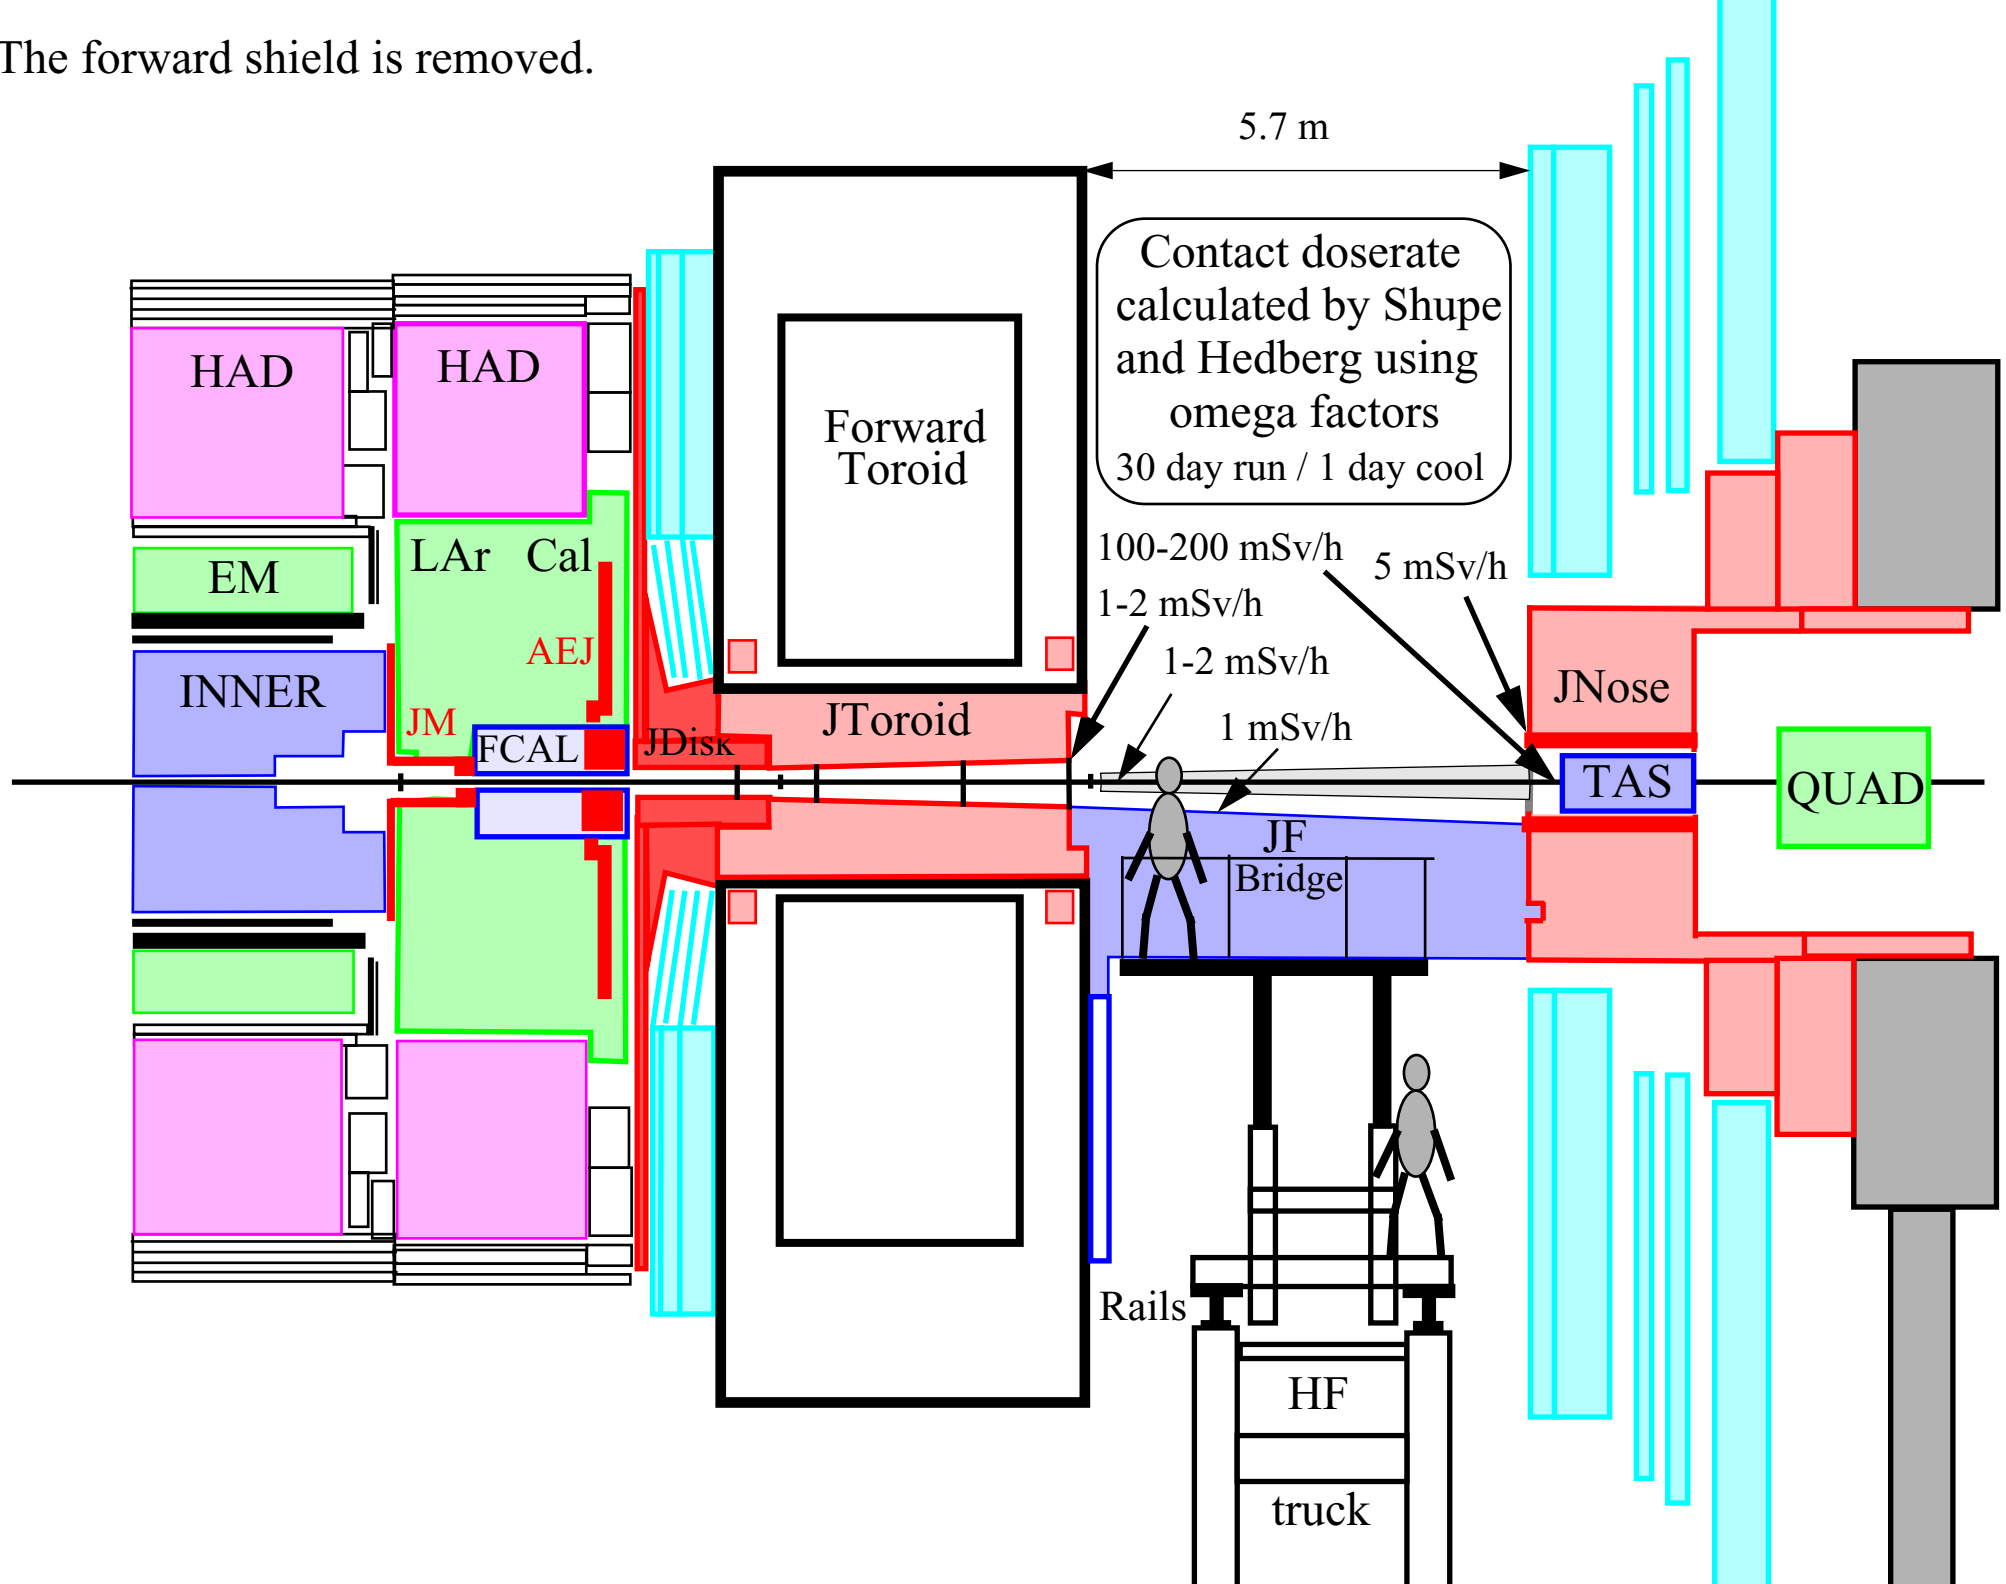 The forward shield is removed.
5.7 m
Contact doserate
calculated by Shupe
and Hedberg using
omega factors
30 day run / 1 day cool
HAD
HAD
Forward
Toroid
LAr Cal
EM
100-200 mSv/h
5 mSv/h
1-2 mSv/h
AEJ
1-2 mSv/h
INNER
JNose
JM
JToroid
1 mSv/h
FCAL
JDisk
TAS
QUAD
JF
Bridge
Rails
HF
truck